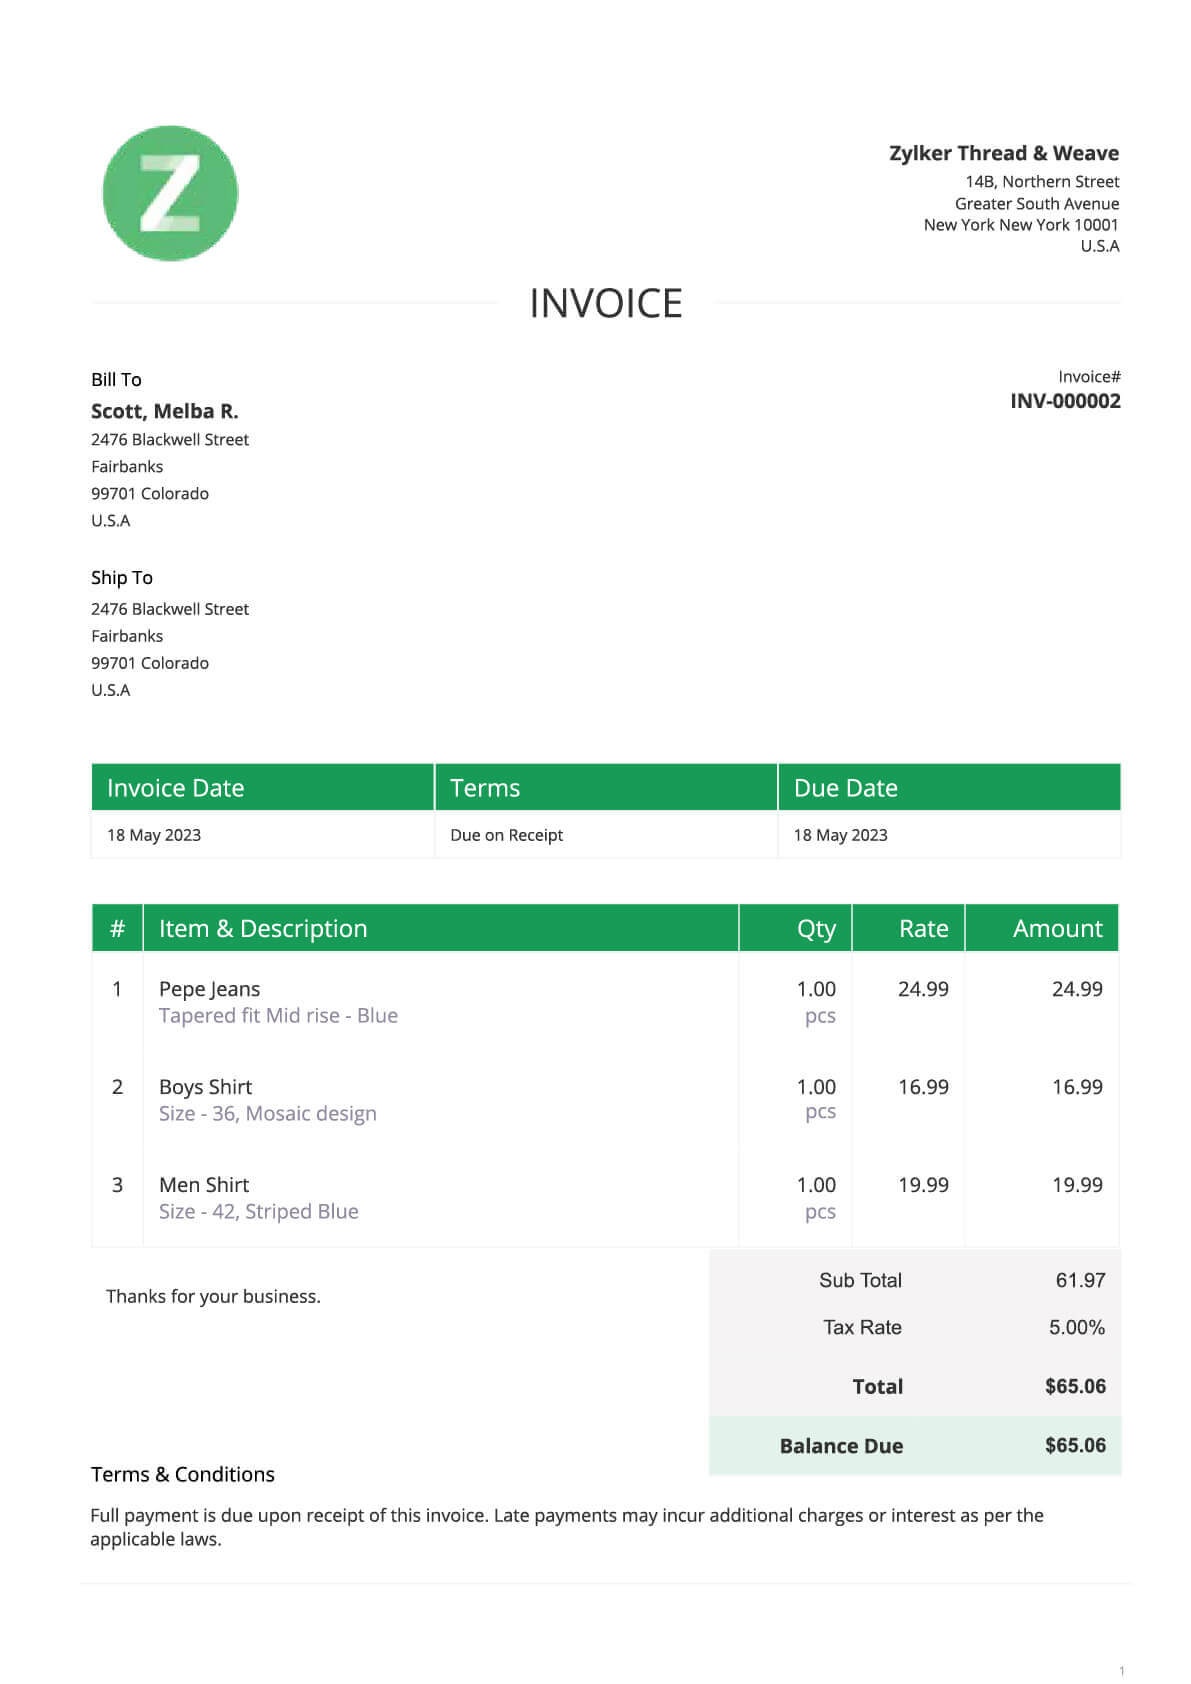 Z
Zylker Thread & Weave
14B, Northern Street
Greater South Avenue
New York New York 10001
U.S.A
INVOICE
Bill To
Scott, Melba R.
2476 Blackwell Street
Fairbanks
99701 Colorado
U.S.A
Invoice#
INV-000002
Ship To
2476 Blackwell Street
Fairbanks
99701 Colorado
U.S.A
Invoice Date Terms Due Date
18 May 2023 Due on Receipt 18 May 2023
# Item & Description Qty Rate Amount
1 Pepe Jeans 1.00 24.99 24.99
Tapered fit Mid rise - Blue pcs
2 Boys Shirt 1.00 16.99 16.99
Size - 36, Mosaic design pcs
3 Men Shirt 1.00 19.99 19.99
Size - 42, Striped Blue pcs
Sub Total 61.97
Thanks for your business.
Tax Rate 5.00%
Total $65.06
Balance Due $65.06
Terms & Conditions
Full payment is due upon receipt of this invoice. Late payments may incur additional charges or interest as per the
applicable laws.
1